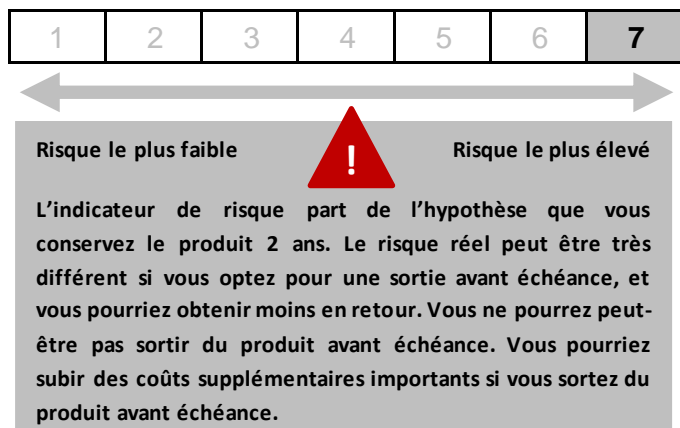 1 2 3 4 5 6 7
!
Risque le plus faible Risque le plus élevé
L’indicateur de risque part de l’hypothèse que vous
conservez le produit 2 ans. Le risque réel peut être très
différent si vous optez pour une sortie avant échéance, et
vous pourriez obtenir moins en retour. Vous ne pourrez peut-
être pas sortir du produit avant échéance. Vous pourriez
subir des coûts supplémentaires importants si vous sortez du
produit avant échéance.